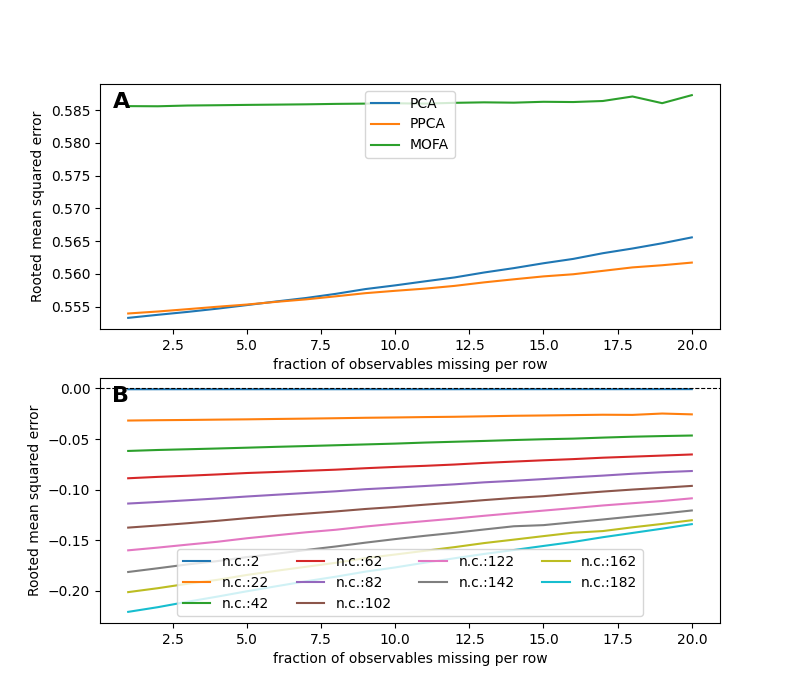 A
PCA
PPCA
MOFA
0.585
0.580
0.575
0.570
0.565
0.560
0.555
Rooted mean squared error
2.5 5.0 7.5 10.0 12.5 15.0 17.5 20.0
fraction of observables missing per row
B
0.00
−0.05
−0.10
−0.15
−0.20
Rooted mean squared error
n.c.:2 n.c.:62 n.c.:122 n.c.:162
n.c.:22 n.c.:82 n.c.:142 n.c.:182
n.c.:42 n.c.:102
2.5 5.0 7.5 10.0 12.5 15.0 17.5 20.0
fraction of observables missing per row